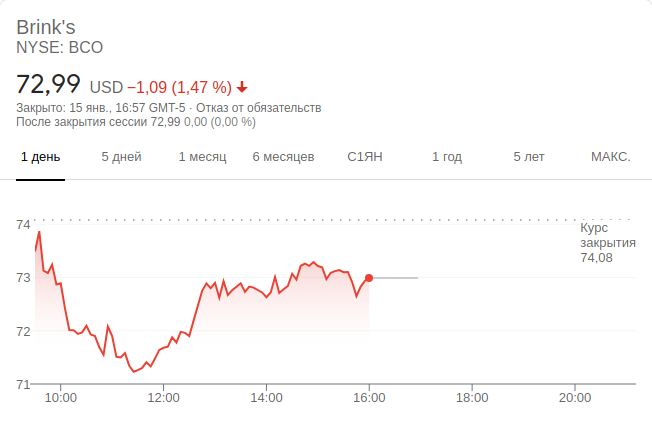 Brink's
NYSE: BCO
72,99 USD −1,09 (1,47 %)
Закрыто: 15 янв., 16:57 GMT-5 · Отказ от обязательств
После закрытия сессии 72,99 0,00 (0,00 %)
1 день 5 дней 1 месяц 6 месяцев С1ЯН 1 год 5 лет МАКС.
74
Курс
закрытия
74,08
73
72
71
10:00 12:00 14:00 16:00 18:00 20:00